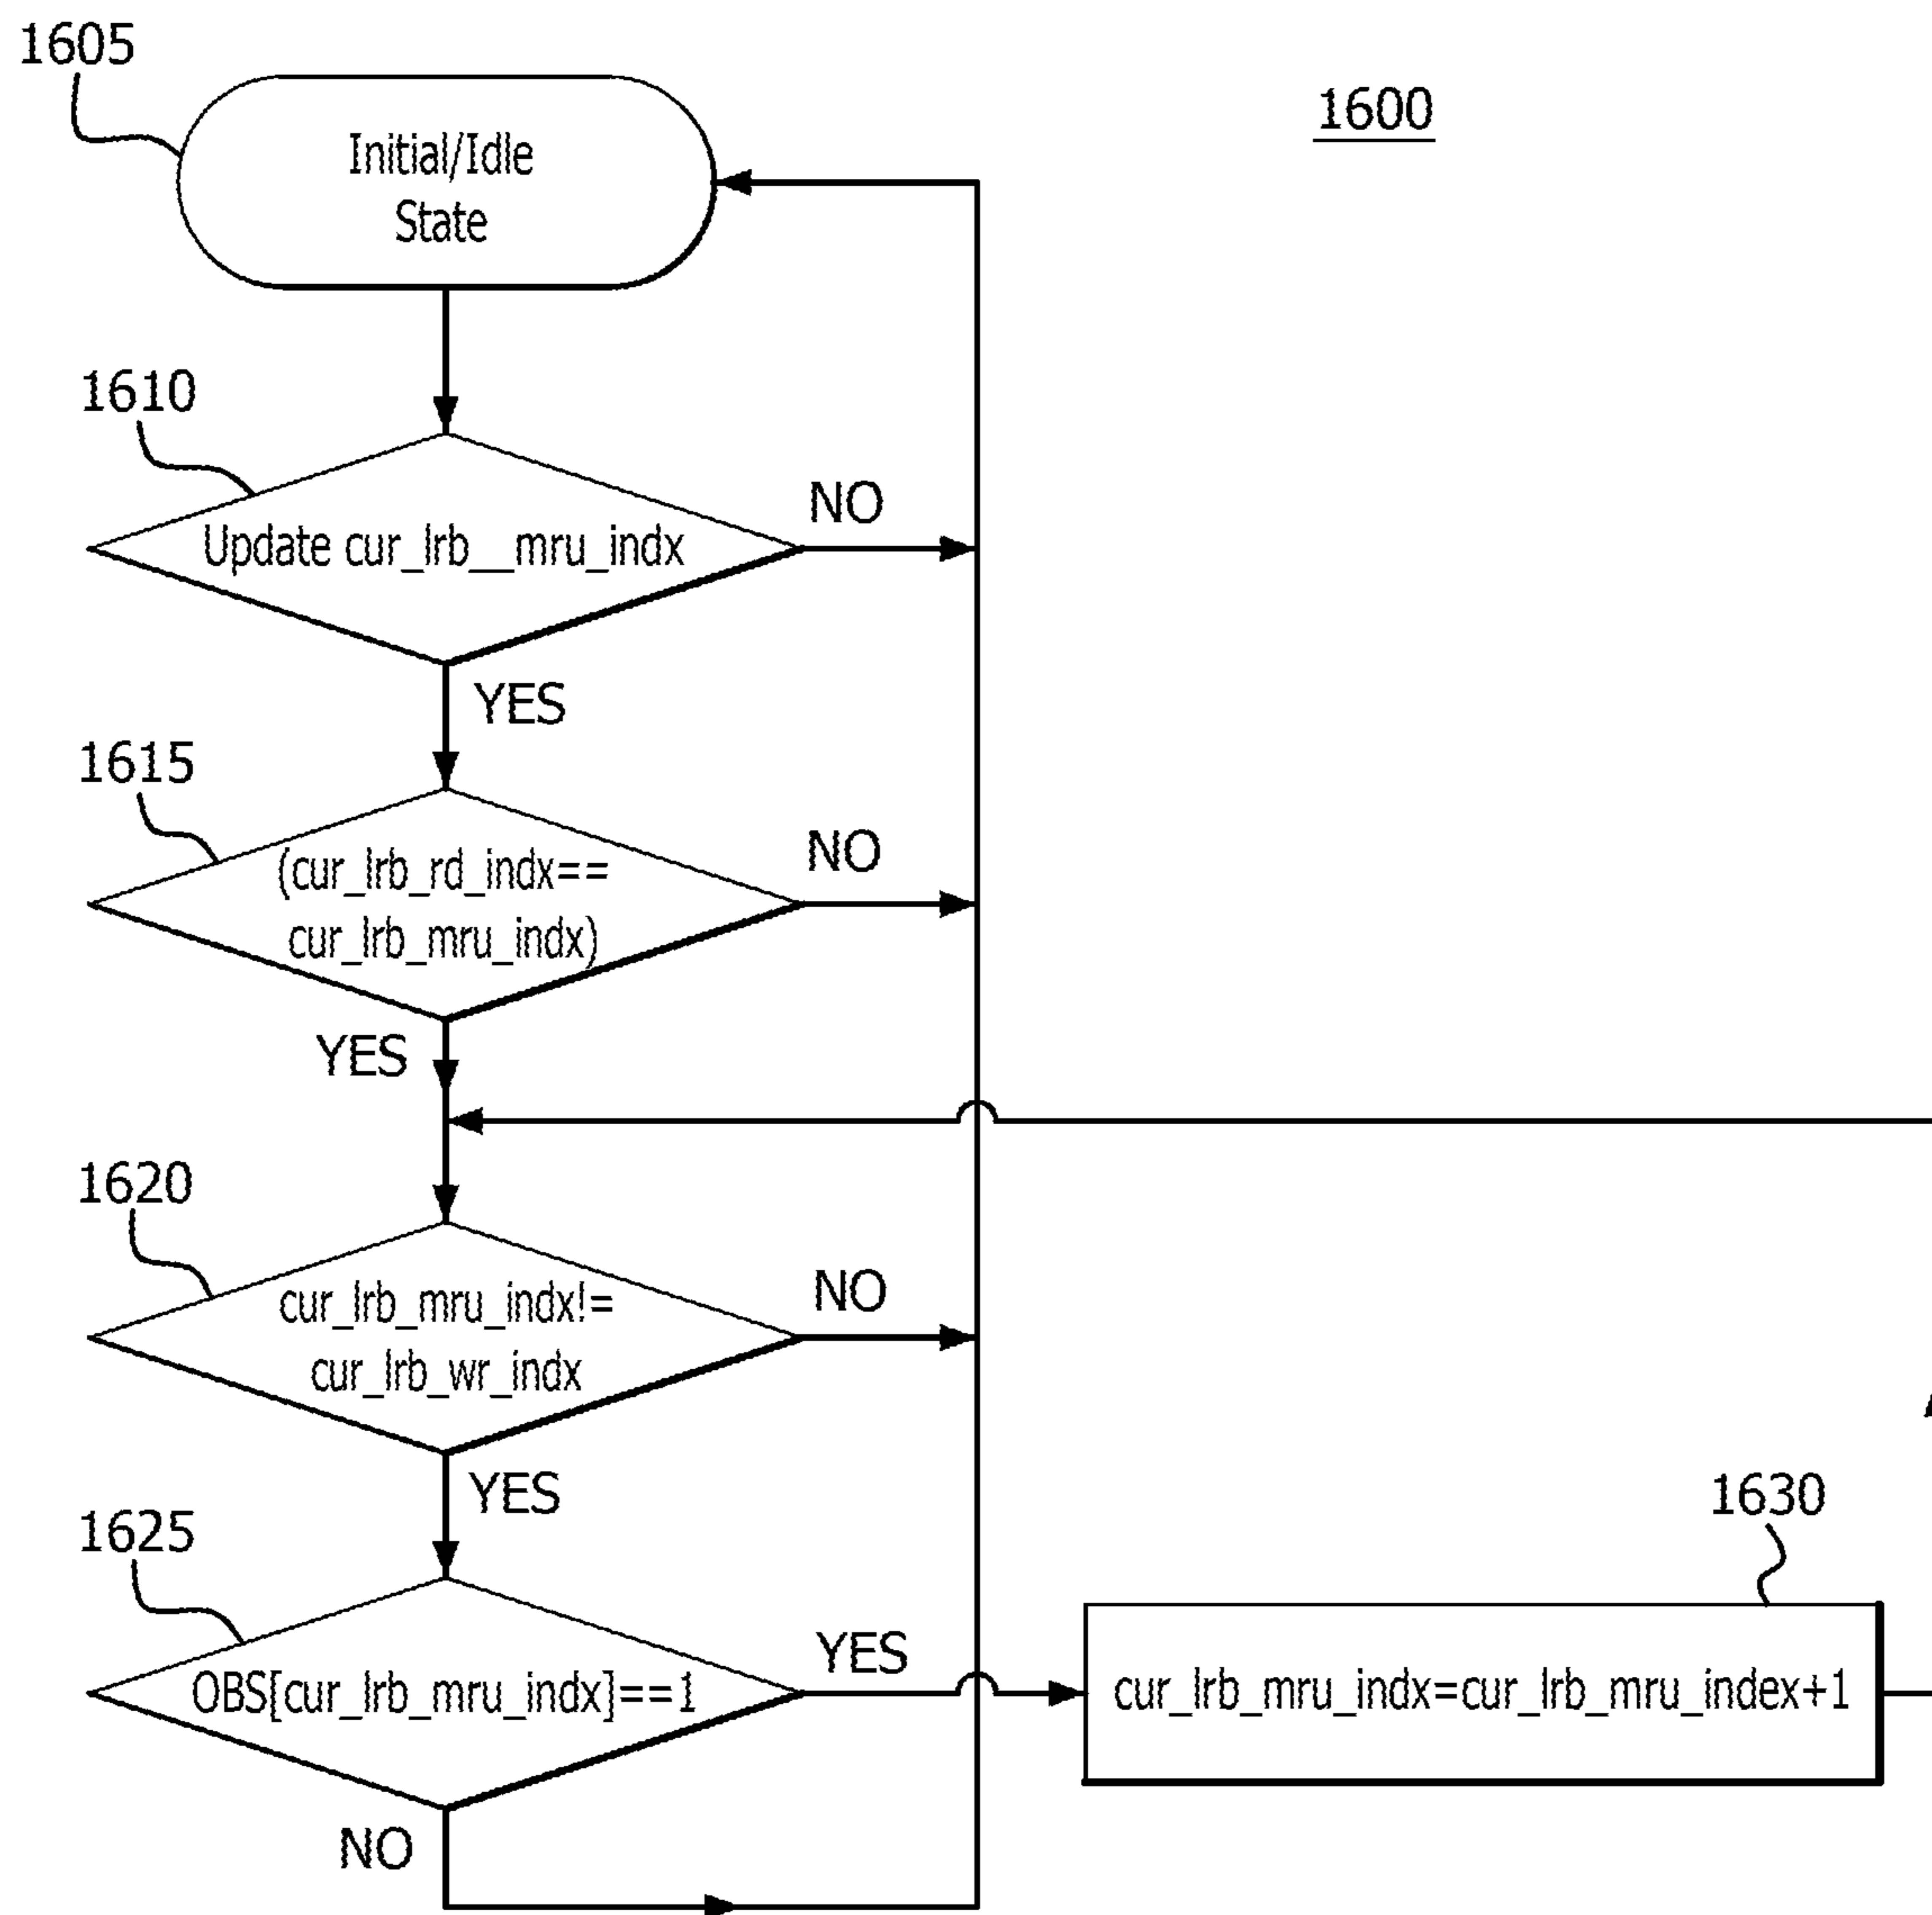 1605
1600
Initial/Idle
State
1610
NO
Update cur_lrb__mru_indx
YES
1615
NO
(cur_lrb_rd_indx==
cur_lrb_mru_indx)
YES
1620
NO
cur_lrb_mru_indx!=
cur_lrb_wr_indx
YES
1630
1625
YES
OBS[cur_lrb_mru_indx]==1
cur_lrb_mru_indx=cur_lrb_mru_index+1
NO